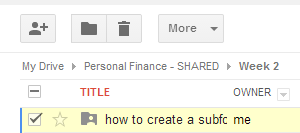 More
My Drive Personal Finance - SHARED Week 2
TITLE OWNER
how to create a subfc me